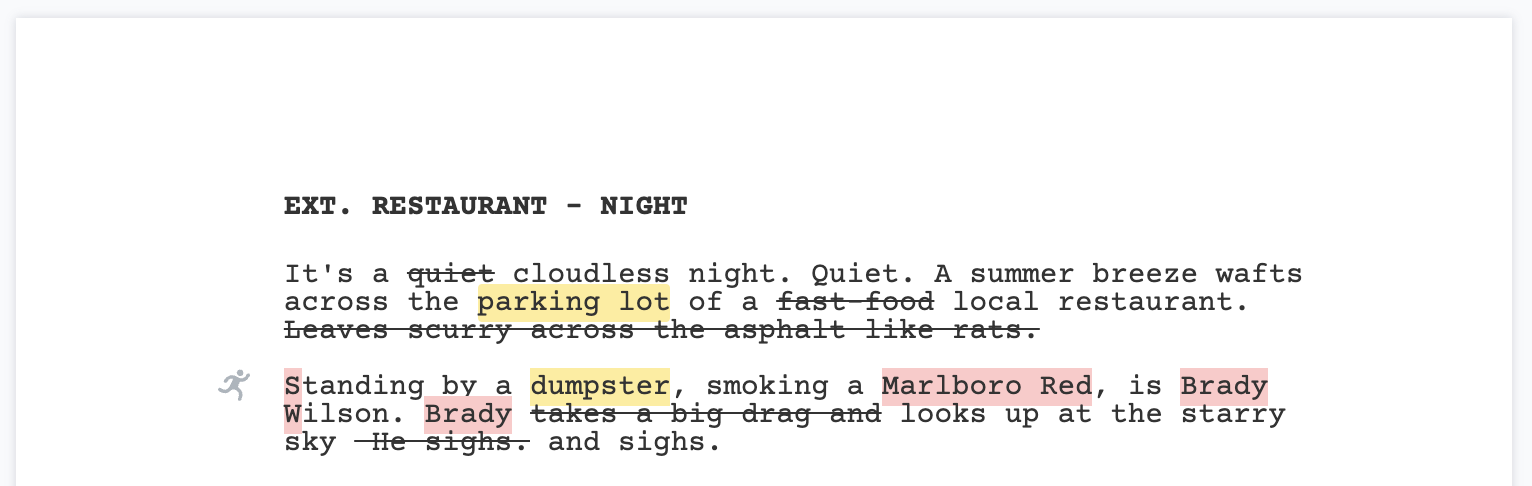 EXT. RESTAURANT - NIGHT
It's a quiet cloudless night. Quiet. A summer breeze wafts
across the parking lot of a fast-food local restaurant.
Leaves scurry across the asphalt like rats.
Standing by a dumpster, smoking a Marlboro Red, is Brady
Wilson. Brady takes a big drag and looks up at the starry
sky He sighs. and sighs.